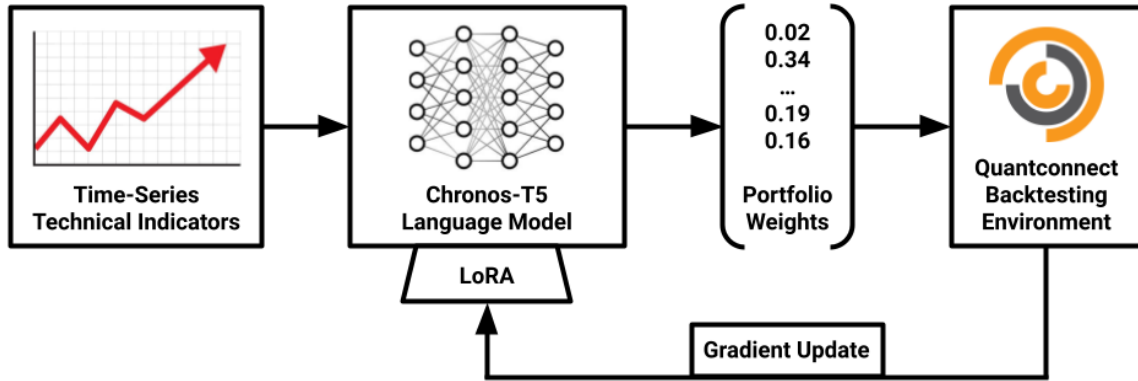 Time-Series
Technical Indicators
Chronos-T5
Language Model
LoRA
0.02
0.34
...
0.19
0.16
Portfolio
Weights
Quantconnect
Backtesting
Environment
Gradient Update